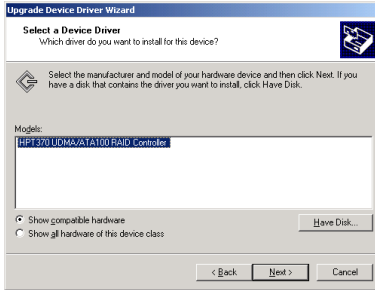 Upgrade Device Driver Wizard
Select a Device Driver
Which driver do you want to install for this device?
Select the manufacturer and model of your hardware device and then click Next. If you
have a disk that contains the driver you want to install, click Have Disk.
Models:
HPT370 UDMA/ATA100 RAID Controller
Show compatible hardware
Show all hardware of this device class
Have Disk...
< Back
Next >
Cancel